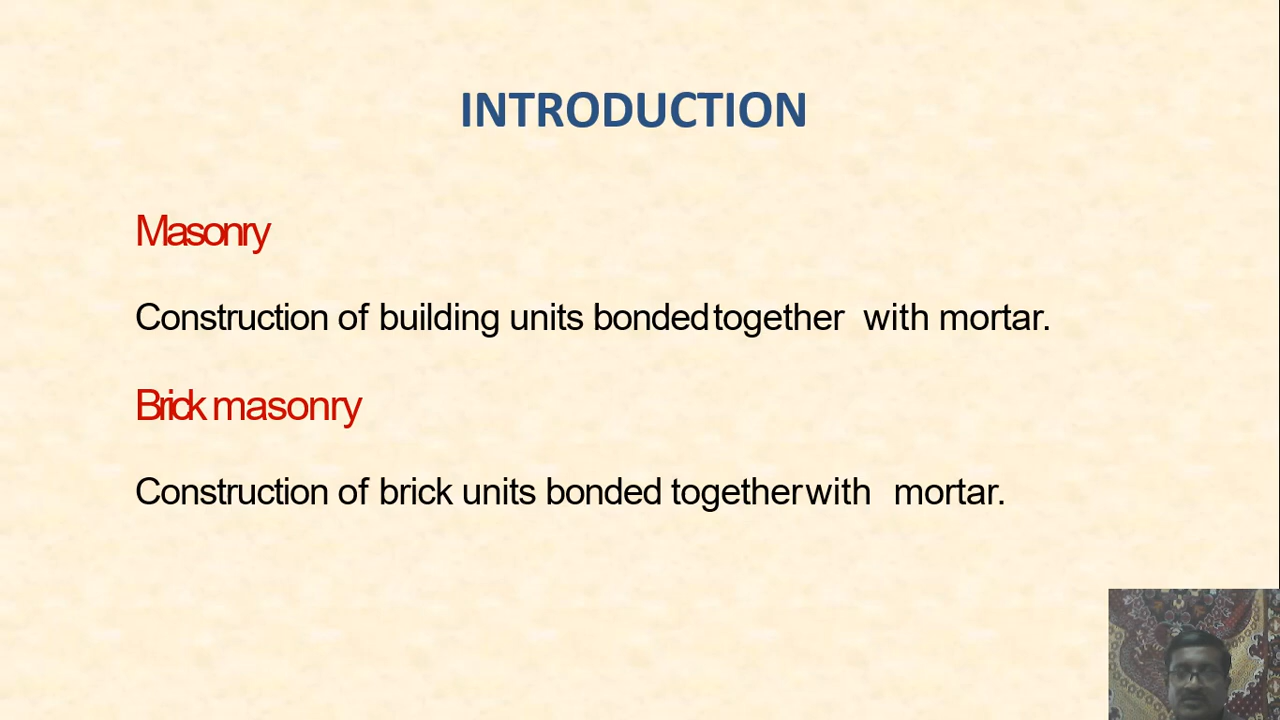 INTRODUCTION
Masonry
Construction of building units bonded together with mortar.
Brick masonry
Construction of brick units bonded together with mortar.